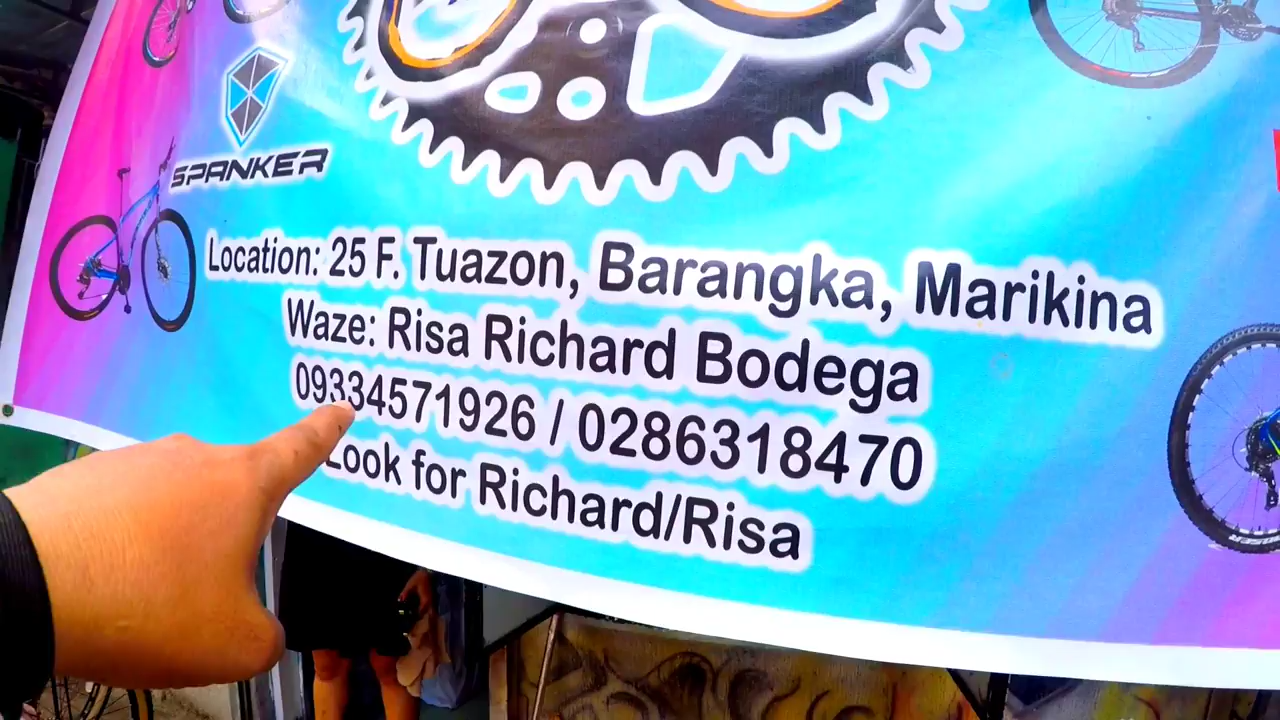 SPANKER
Location: 25 F. Tuazon, Barangka, Marikina
Waze: Risa Richard Bodega
09334571926 / 0286318470
Look for Richard/Risa